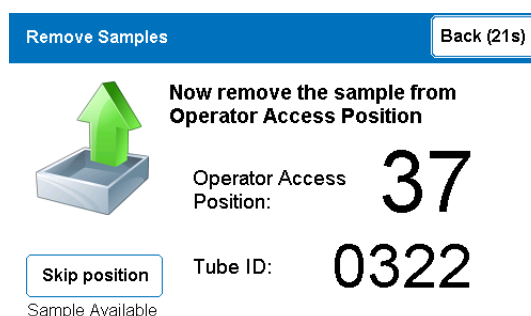 Remove Samples
Back (21s)
Now remove the sample from
Operator Access Position
Operator Access
Position:
37
Tube ID:
0322
Skip position
Sample Available